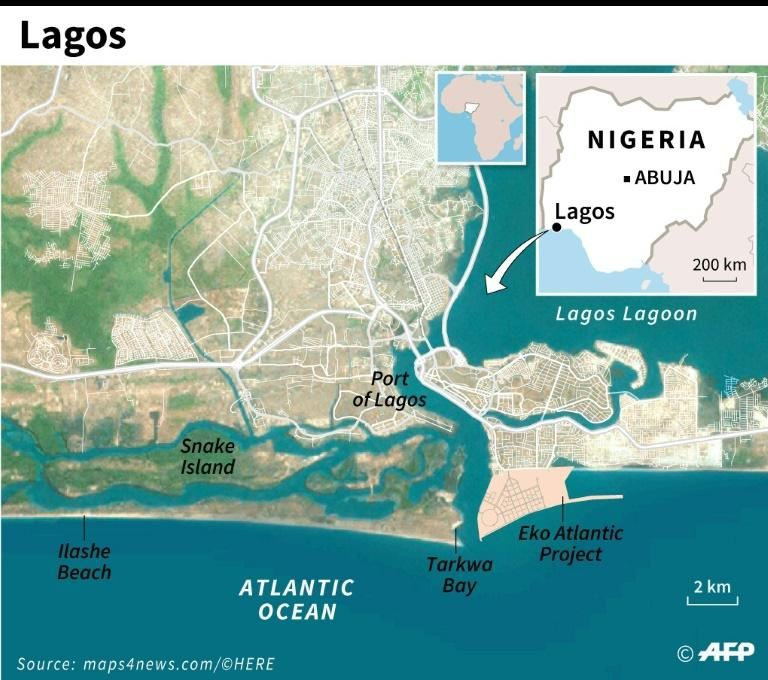 Lagos
NIGERIA
ABUJA
Lagos
200 km
Lagos Lagoon
Port
of Lagos
Snake
Island
Ilashe
Beach
Eko Atlantic
Project
Tarkwa
Bay
ATLANTIC
OCEAN
2 km
Source: maps4news.com/©HERE
© AFP